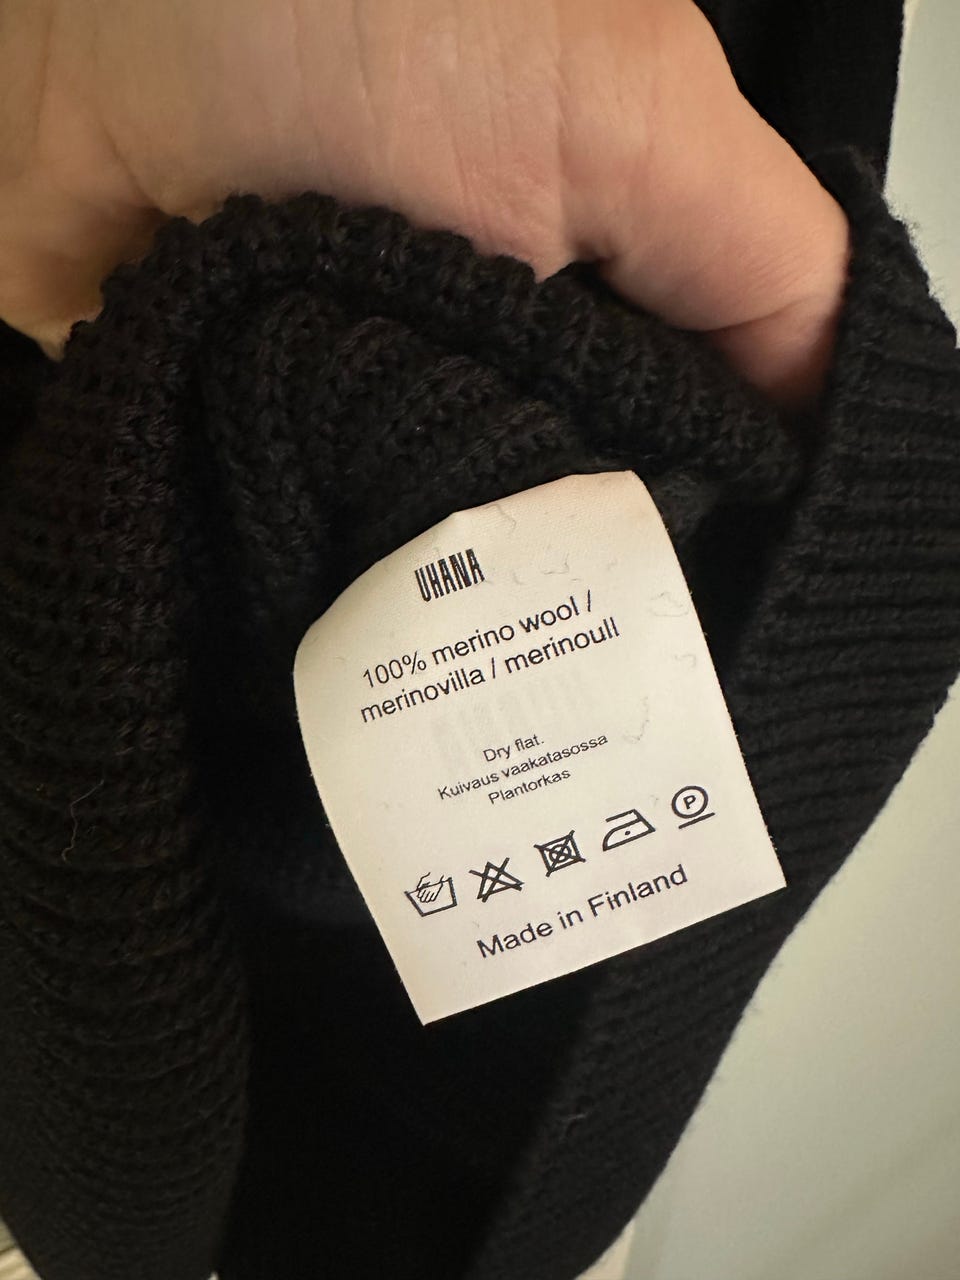 UHANA
100% merino wool /
merinovilla / merinoull
Dry flat.
Kuivaus vaakatasossa
Plantorkas
P
Made in Finland